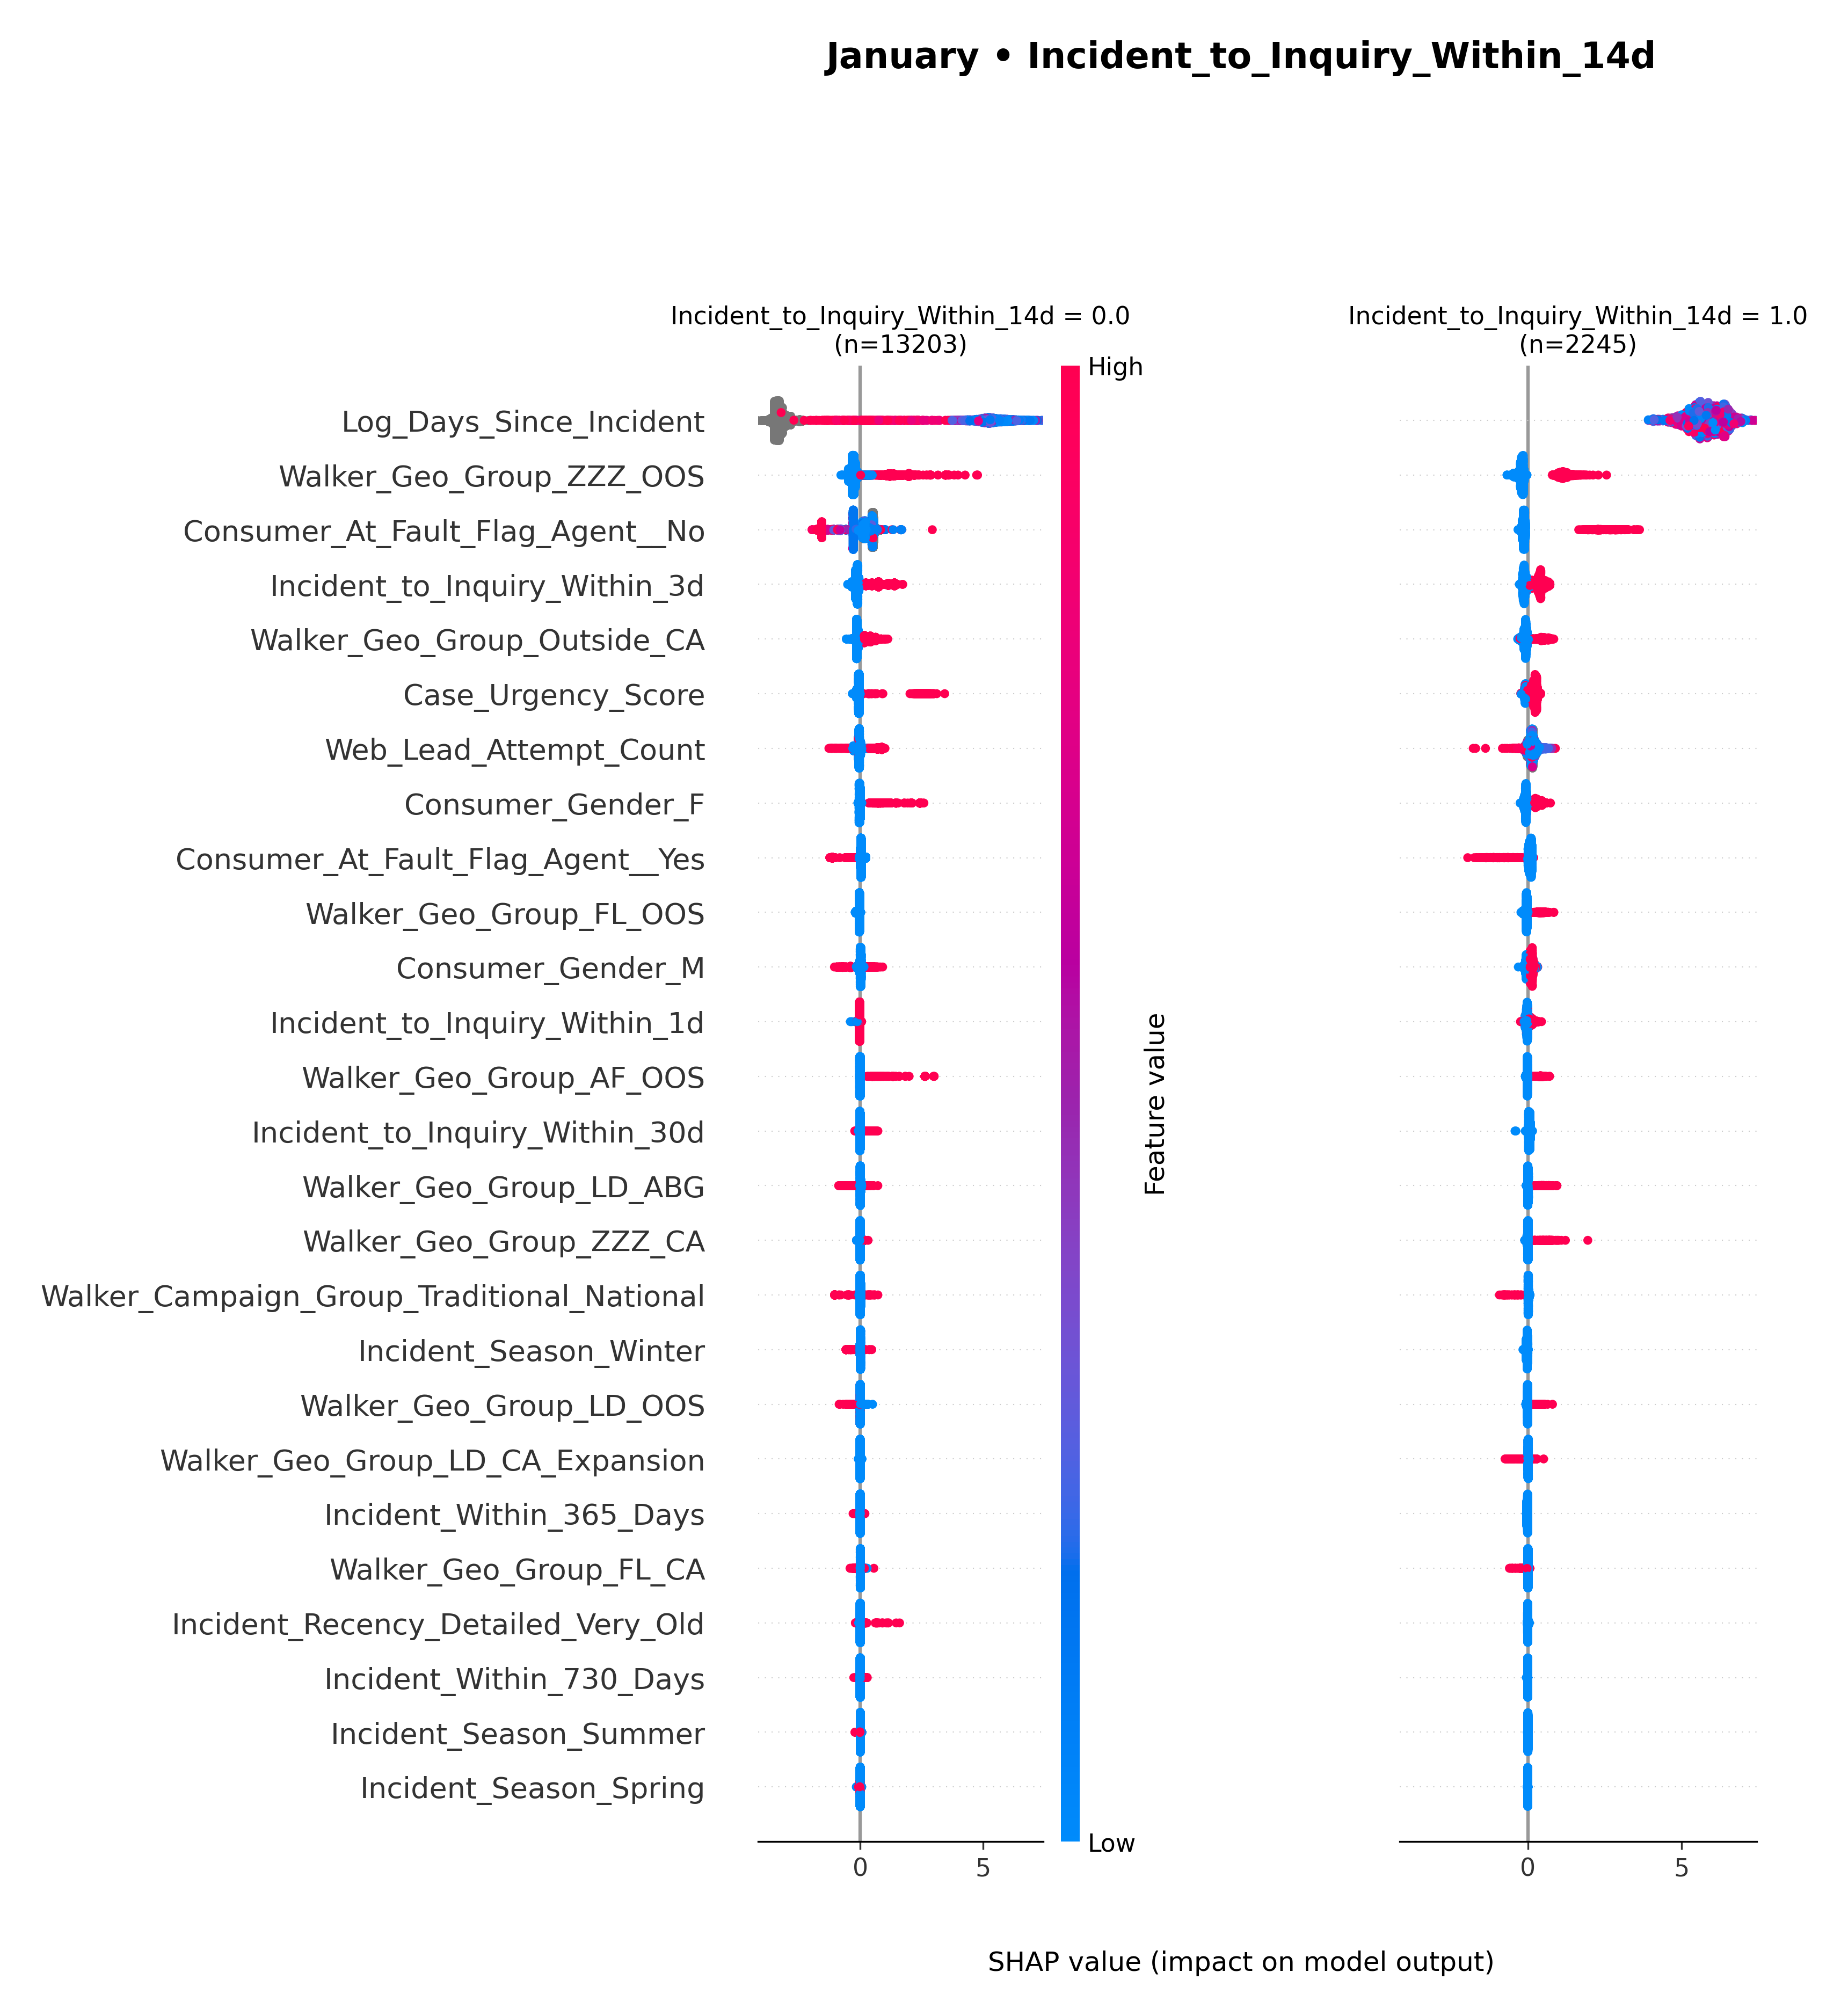 January • Incident_to_Inquiry_Within_14d
Incident_to_Inquiry_Within_14d = 0.0
(n=13203)
Incident_to_Inquiry_Within_14d = 1.0
(n=2245)
High
Log_Days_Since_Incident
Walker_Geo_Group_ZZZ_OOS
Consumer_At_Fault_Flag_Agent__No
Incident_to_Inquiry_Within_3d
Walker_Geo_Group_Outside_CA
Case_Urgency_Score
Web_Lead_Attempt_Count
Consumer_Gender_F
Consumer_At_Fault_Flag_Agent__Yes
Walker_Geo_Group_FL_OOS
Consumer_Gender_M
Incident_to_Inquiry_Within_1d
Walker_Geo_Group_AF_OOS
Incident_to_Inquiry_Within_30d
Walker_Geo_Group_LD_ABG
Walker_Geo_Group_ZZZ_CA
Walker_Campaign_Group_Traditional_National
Incident_Season_Winter
Walker_Geo_Group_LD_OOS
Walker_Geo_Group_LD_CA_Expansion
Incident_Within_365_Days
Walker_Geo_Group_FL_CA
Incident_Recency_Detailed_Very_Old
Incident_Within_730_Days
Incident_Season_Summer
Incident_Season_Spring
Feature value
Low
0 5
0 5
SHAP value (impact on model output)